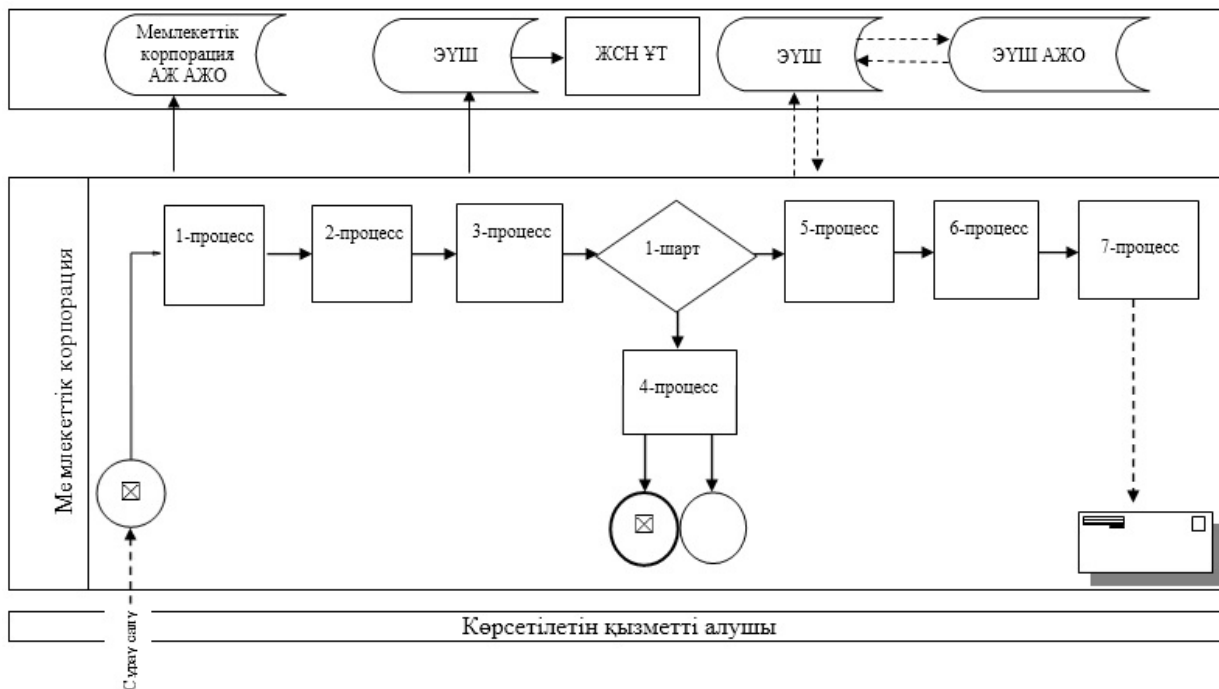 Мемлекеттік
корпорация
АЖ АЖО
ЭҮШ
ЖСН ҰТ
ЭҮШ
ЭҮШ АЖО
Мемлекеттік корпорация
1-процесс
2-процесс
3-процесс
1-шарт
5-процесс
6-процесс
7-процесс
4-процесс
Сұрау салу
Көрсетілетін қызметті алушы